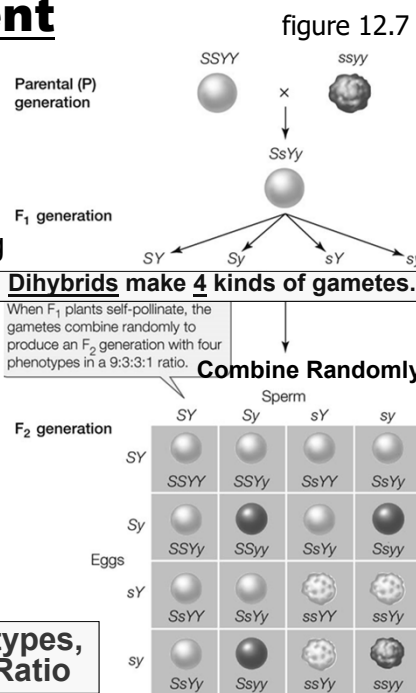 ent
figure 12.7
SSYY
ssyy
Parental (P)
generation
×
SsYy
F1 generation
g
SY Sy sY sy
Dihybrids make 4 kinds of gametes.
When F1 plants self-pollinate, the
gametes combine randomly to
produce an F2 generation with four
phenotypes in a 9:3:3:1 ratio.
Combine Randomly
Sperm
SY Sy sY sy
F2 generation
SY
SSYY SSYy SsYY SsYy
Sy
SSYy SSyy SsYy Ssyy
Eggs
sY
SsYY SsYy ssYY ssYy
types,
Ratio
sy
SsYy Ssyy ssYy ssyy